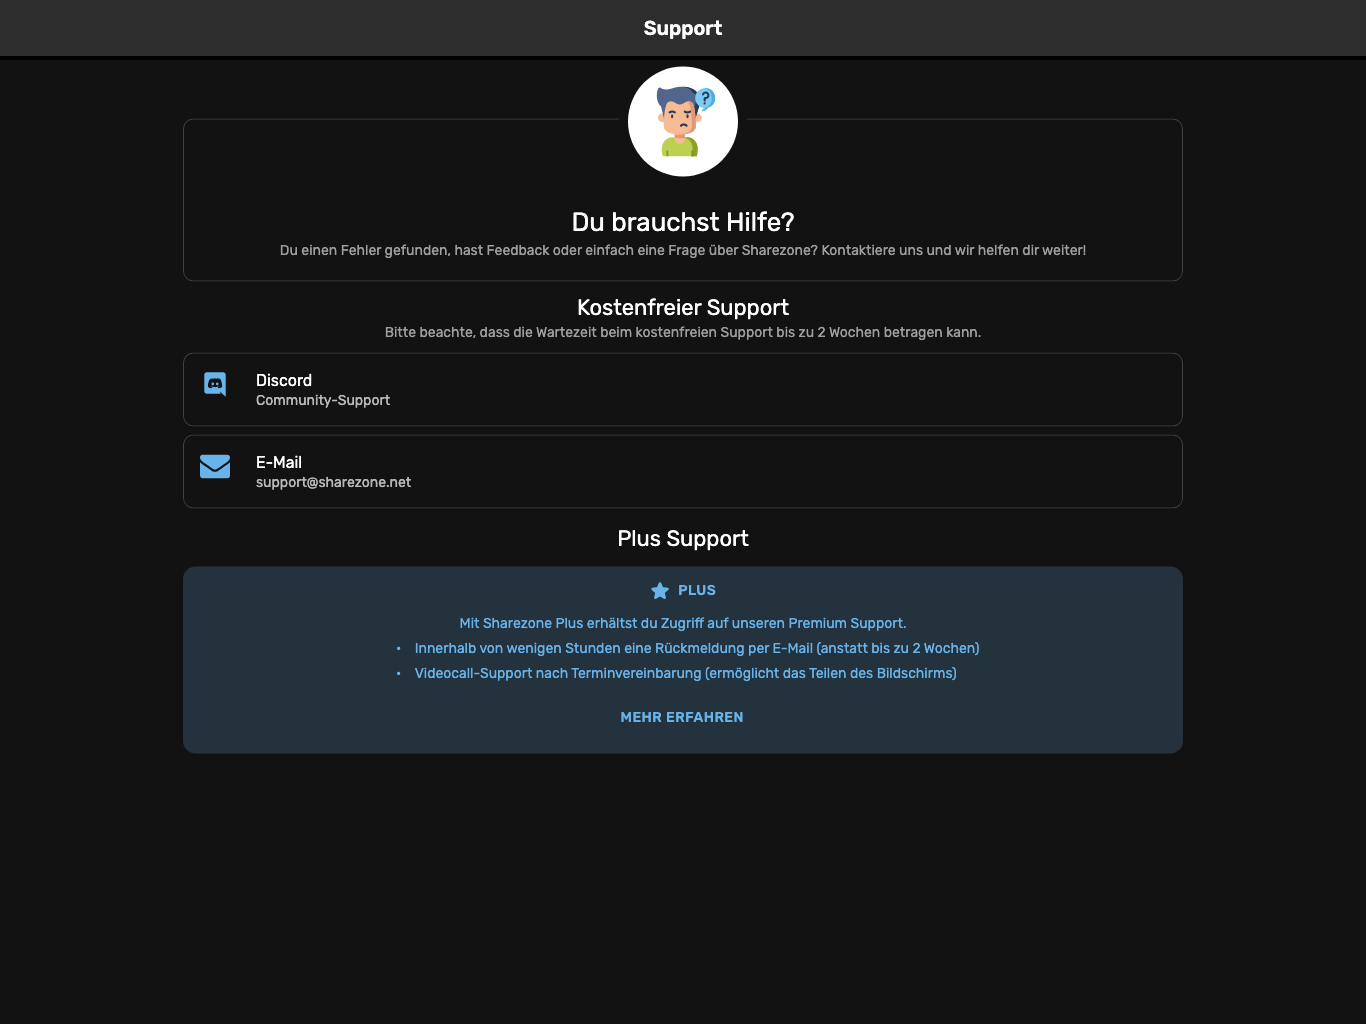 Support
?
Du brauchst Hilfe?
Du einen Fehler gefunden, hast Feedback oder einfach eine Frage über Sharezone? Kontaktiere uns und wir helfen dir weiter!
Kostenfreier Support
Bitte beachte, dass die Wartezeit beim kostenfreien Support bis zu 2 Wochen betragen kann.
Discord
Community-Support
E-Mail
support@sharezone.net
Plus Support
PLUS
Mit Sharezone Plus erhältst du Zugriff auf unseren Premium Support.
• Innerhalb von wenigen Stunden eine Rückmeldung per E-Mail (anstatt bis zu 2 Wochen)
• Videocall-Support nach Terminvereinbarung (ermöglicht das Teilen des Bildschirms)
MEHR ERFAHREN